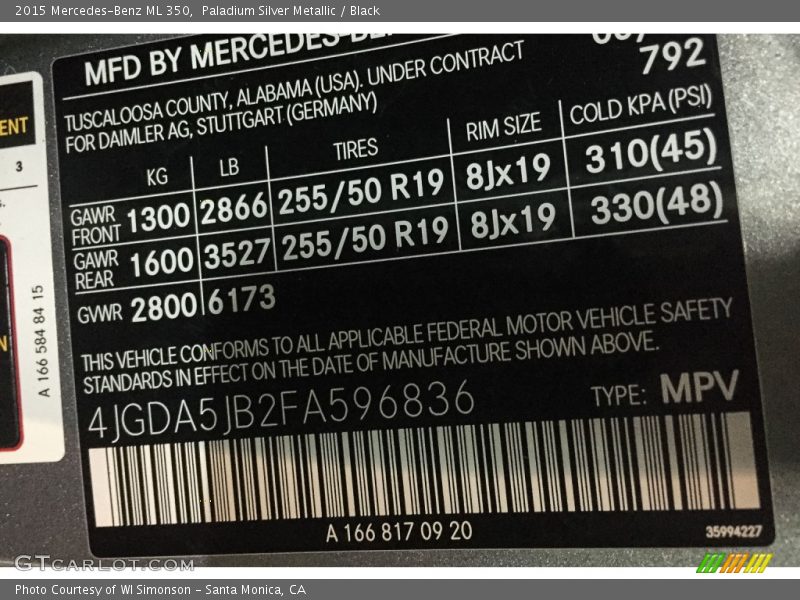 2015 Mercedes-Benz ML 350, Paladium Silver Metallic / Black
MFD BY MERCEDES-BE
792
TUSCALOOSA COUNTY, ALABAMA (USA). UNDER CONTRACT
FOR DAIMLER AG, STUTTGART (GERMANY)
KG LB TIRES RIM SIZE COLD KPA (PSI)
GAWR FRONT 1300 2866 255/50 R19 8Jx19 310(45)
GAWR REAR 1600 3527 255/50 R19 8Jx19 330(48)
GVWR 2800 6173
THIS VEHICLE CONFORMS TO ALL APPLICABLE FEDERAL MOTOR VEHICLE SAFETY
STANDARDS IN EFFECT ON THE DATE OF MANUFACTURE SHOWN ABOVE.
4JGDA5JB2FA596836 TYPE: MPV
A 166 817 09 20
35994227
ENT
3
N
A 166 584 84 15
GTCARLOT.COM
Photo Courtesy of WI Simonson - Santa Monica, CA